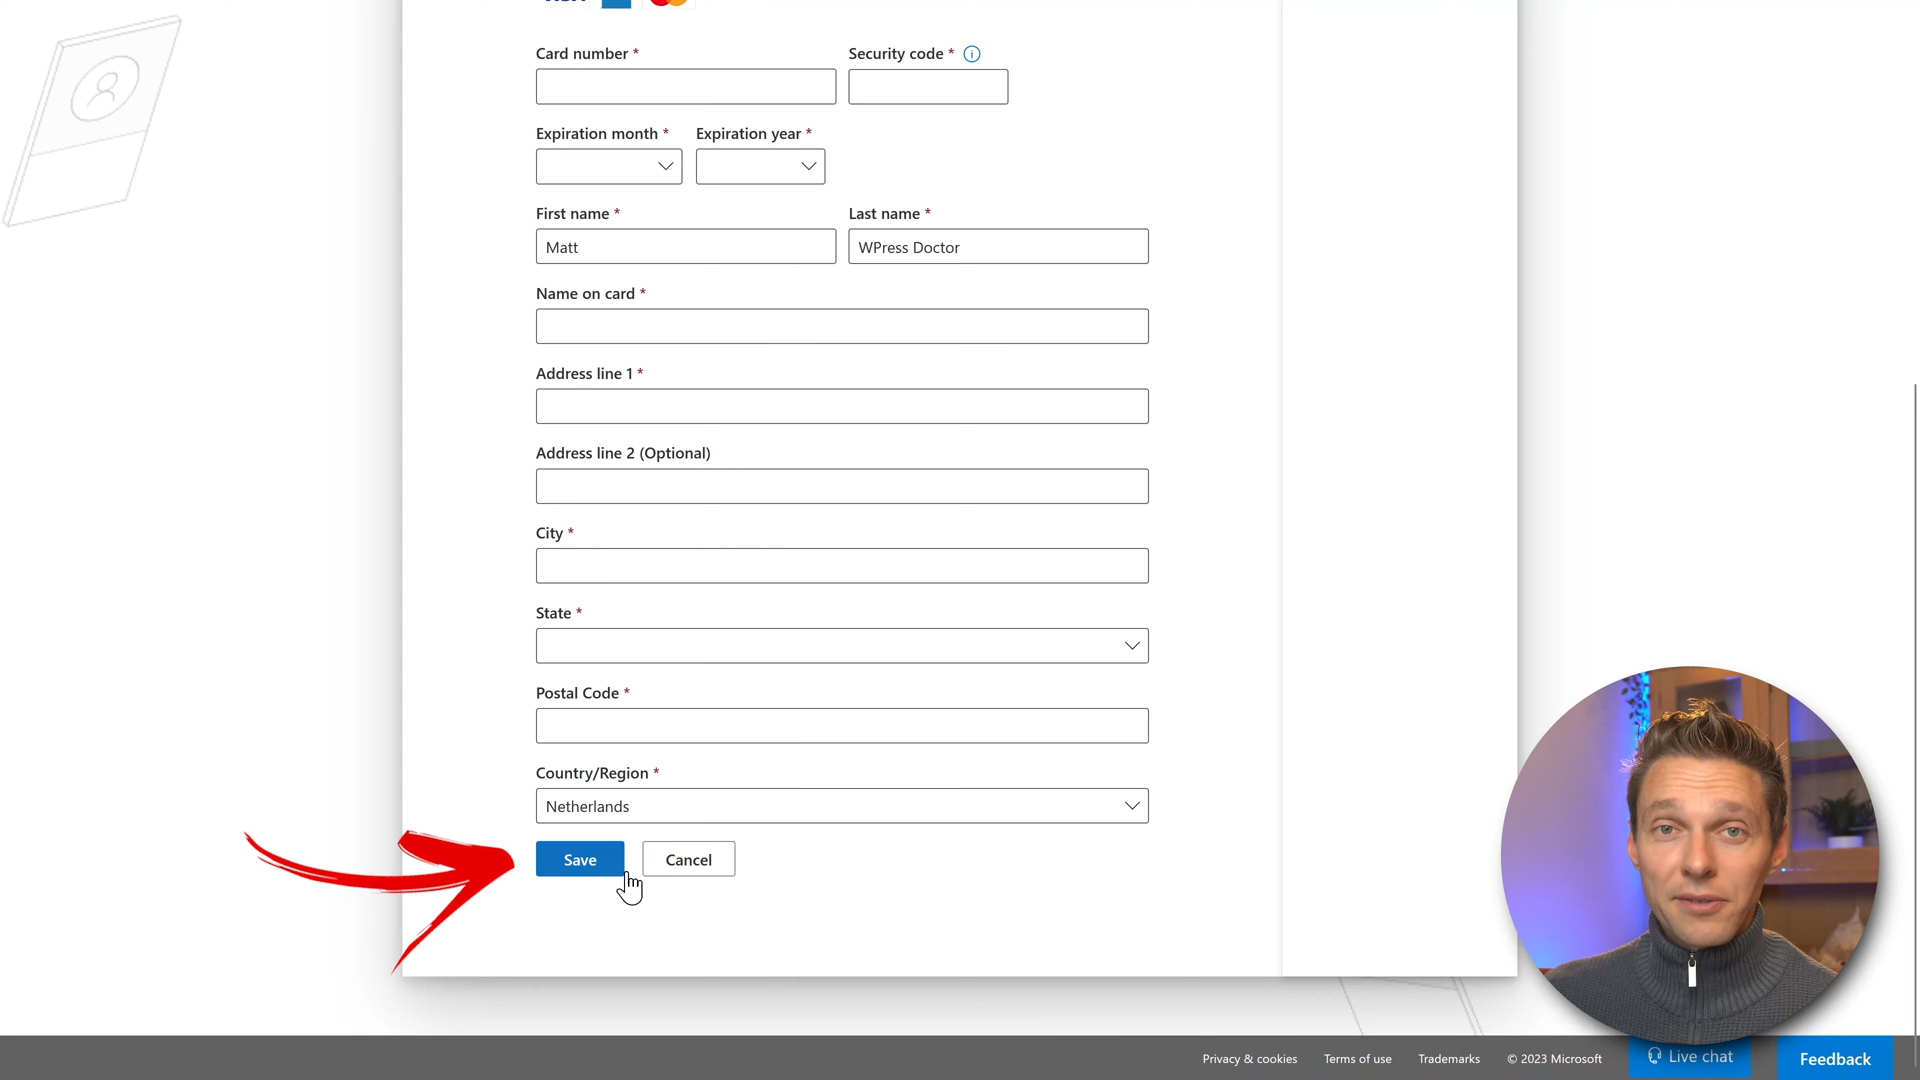 Card number *
Security code *
Expiration month *
Expiration year *
First name *
Last name *
Matt
WPress Doctor
Name on card *
Address line 1 *
Address line 2 (Optional)
City *
State *
Postal Code *
Country/Region *
Netherlands
Save
Cancel
Privacy & cookies
Terms of use
Trademarks
© 2023 Microsoft
Live chat
Feedback